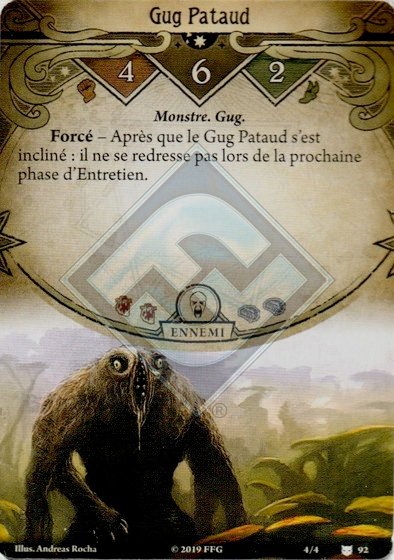 Gug Pataud
4 6 2
Monstre. Gug.
Forcé – Après que le Gug Pataud s’est
incliné : il ne se redresse pas lors de la prochaine
phase d’Entretien.
ENNEMI
®
Illus. Andreas Rocha © 2019 FFG 4/4 92